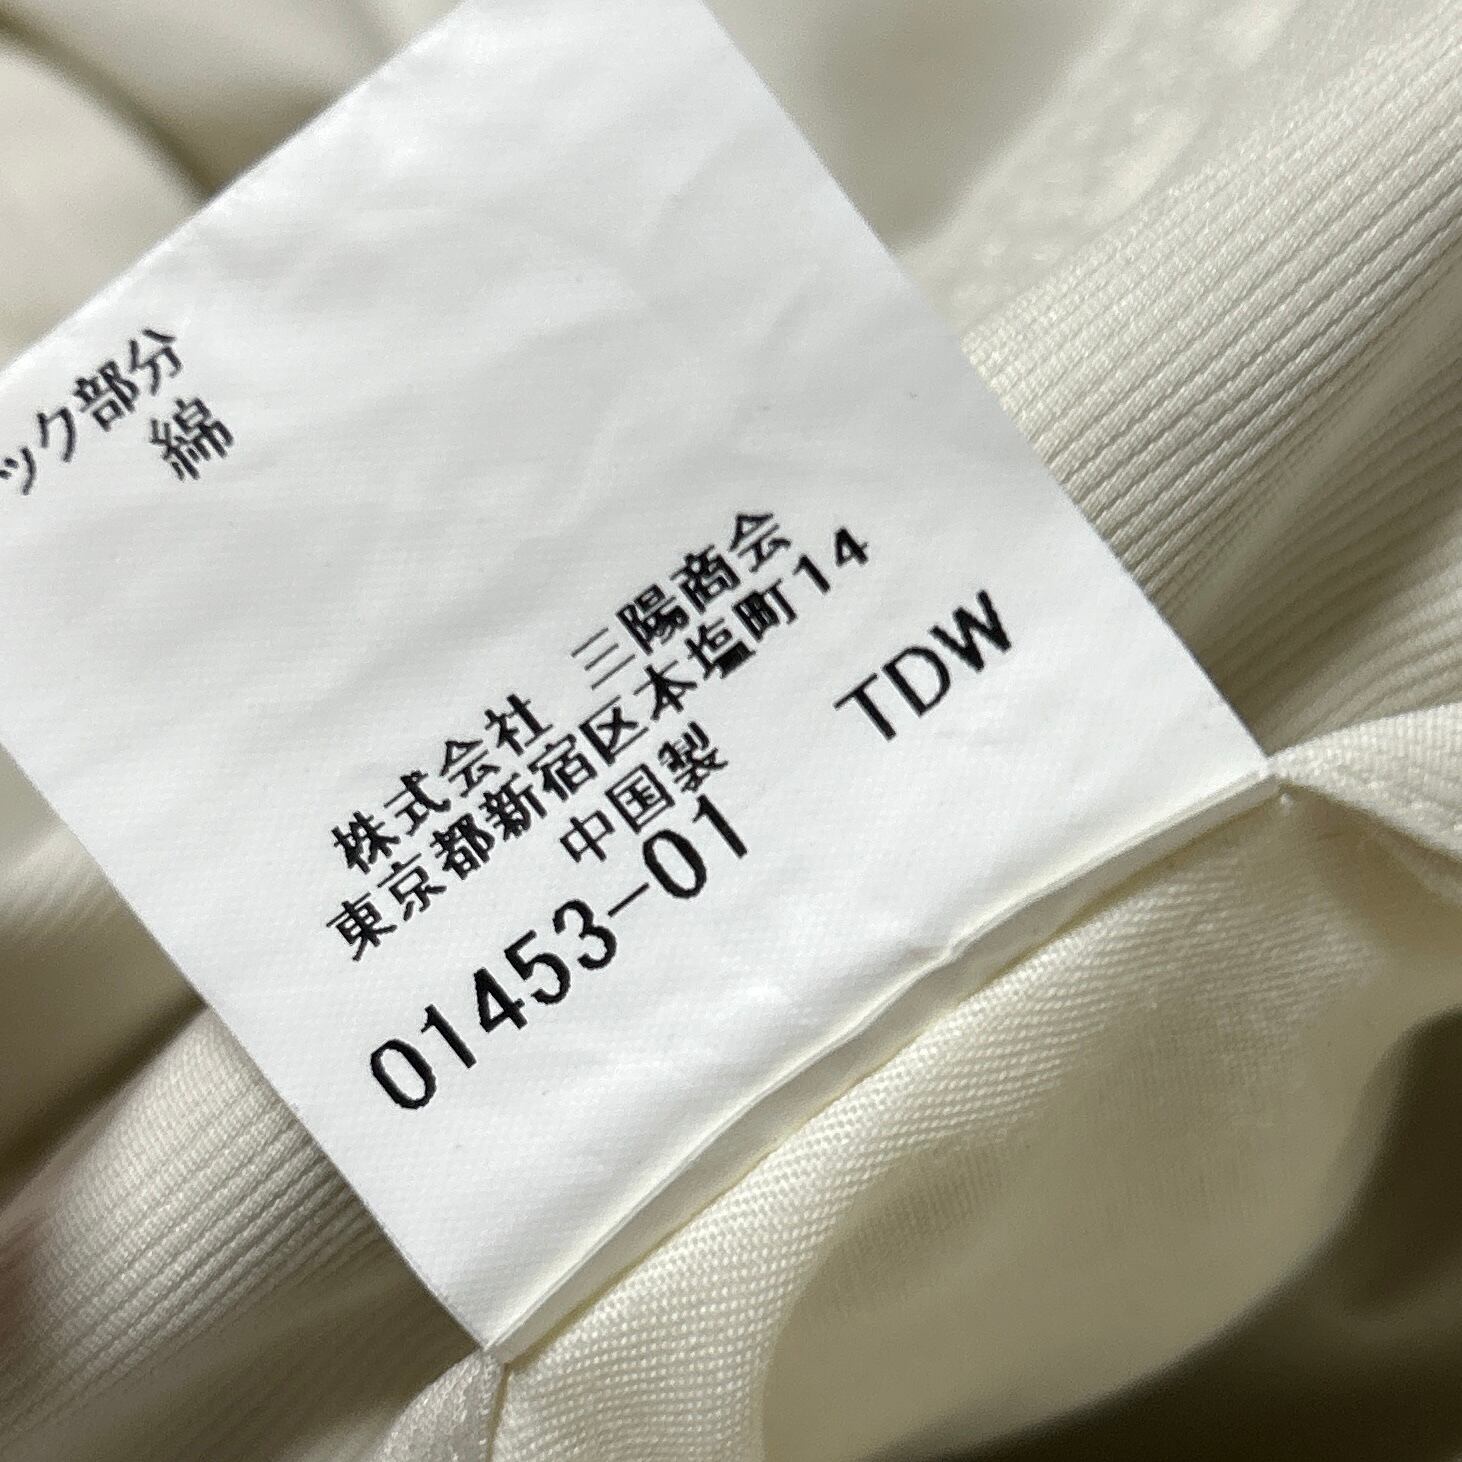 ック部分
綿
株式会社 三陽商会
東京都新宿区本塩町14
中国製
TDW
01453-01